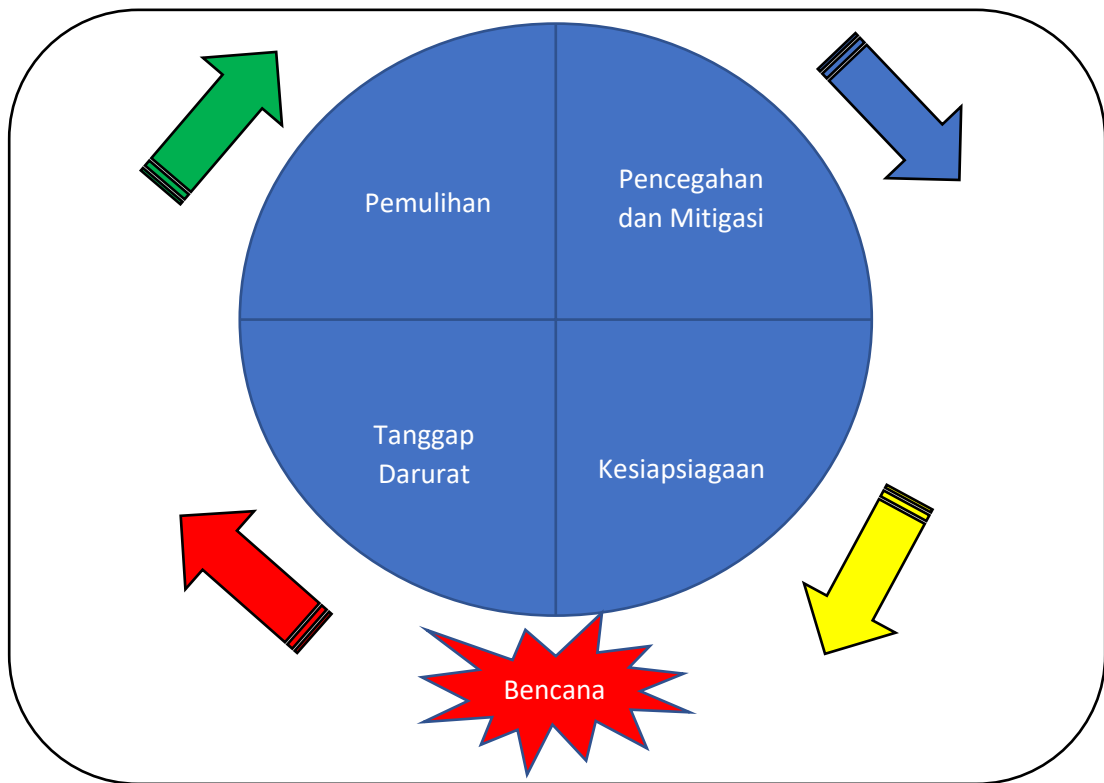 Pemulihan
Pencegahan
dan Mitigasi
Tanggap
Darurat
Kesiapsiagaan
Bencana